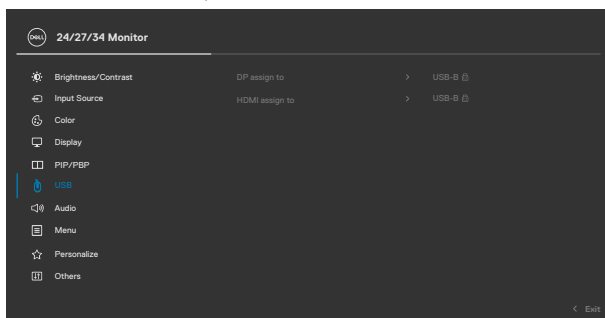 DELL
24/27/34 Monitor
Brightness/Contrast
DP assign to > USB-B
Input Source
HDMI assign to > USB-B
Color
Display
PIP/PBP
USB
Audio
Menu
Personalize
Others
< Exit